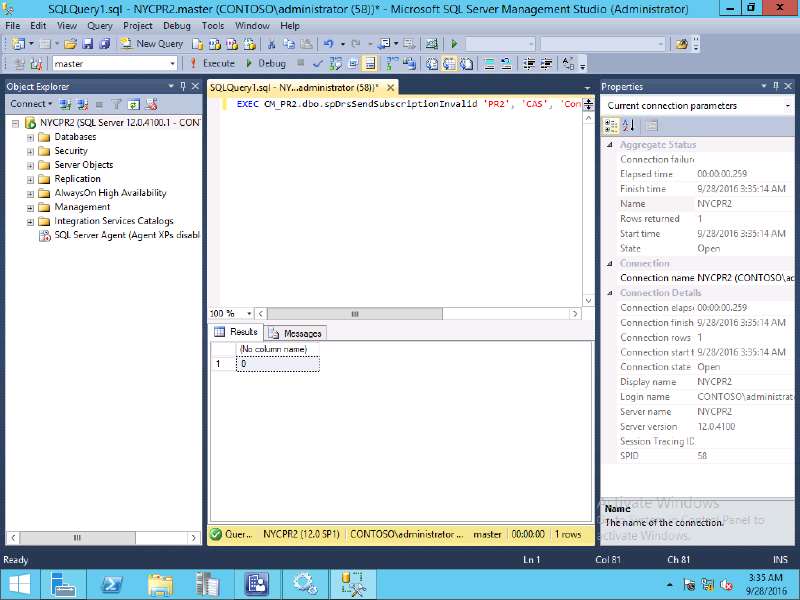 SQLQuery1.sql - NYCPR2.master (CONTOSO\administrator (58))* - Microsoft SQL Server Management Studio (Administrator)
File Edit View Query Project Debug Tools Window Help
New Query
master Execute Debug
Object Explorer
Connect
NYCPR2 (SQL Server 12.0.4100.1 - CONT
Databases
Security
Server Objects
Replication
AlwaysOn High Availability
Management
Integration Services Catalogs
SQL Server Agent (Agent XPs disabl
SQLQuery1.sql - NY...administrator (58))*
EXEC CM_PR2.dbo.spDrsSendSubscriptionInvalid 'PR2', 'CAS', 'Con
100 %
Results Messages
(No column name)
1 0
Quer... NYCPR2 (12.0 SP1) CONTOSO\administrator ... master 00:00:00 1 rows
Properties
Current connection parameters
Aggregate Status
Connection failure
Elapsed time 00:00:00.259
Finish time 9/28/2016 3:35:14 AM
Name NYCPR2
Rows returned 1
Start time 9/28/2016 3:35:14 AM
State Open
Connection
Connection name NYCPR2 (CONTOSO\ad
Connection Details
Connection elaps 00:00:00.259
Connection finish 9/28/2016 3:35:14 AM
Connection rows 1
Connection start t 9/28/2016 3:35:14 AM
Connection state Open
Display name NYCPR2
Login name CONTOSO\administrato
Server name NYCPR2
Server version 12.0.4100
Session Tracing ID
SPID 58
Activate Windows
Name
The name of the connection.
Panel to
activate Windows.
Ready Ln 1 Col 81 Ch 81 INS
3:35 AM
9/28/2016